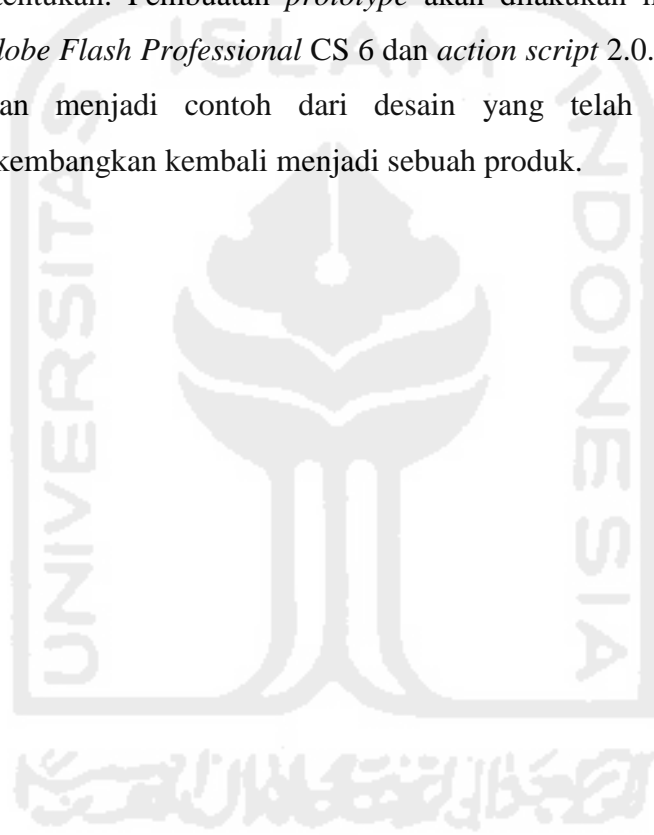 entukan. Pembuatan prototype akan dilakukan
dobe Flash Professional CS 6 dan action script 2.0.
an menjadi contoh dari desain yang telah
kembangkan kembali menjadi sebuah produk.
ISLAM
UNIVERSITAS
INDONESIA